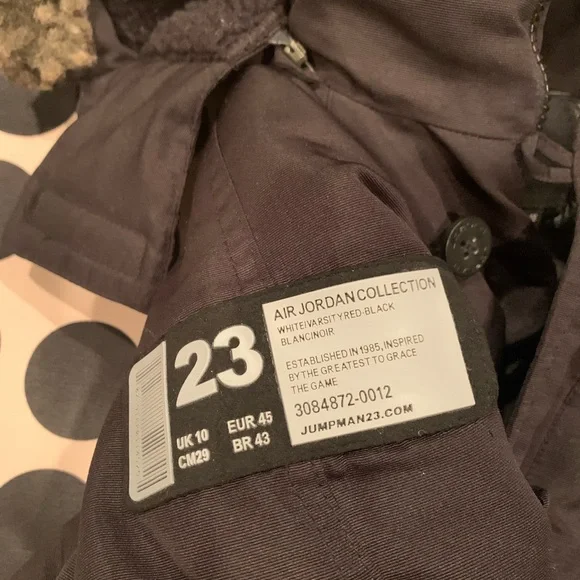 23
UK 10 EUR 45
CM29 BR 43
AIR JORDAN COLLECTION
WHITE/VARSITY RED-BLACK
BLANC/NOIR
ESTABLISHED IN 1985, INSPIRED
BY THE GREATEST TO GRACE
THE GAME
3084872-0012
JUMPMAN23.COM